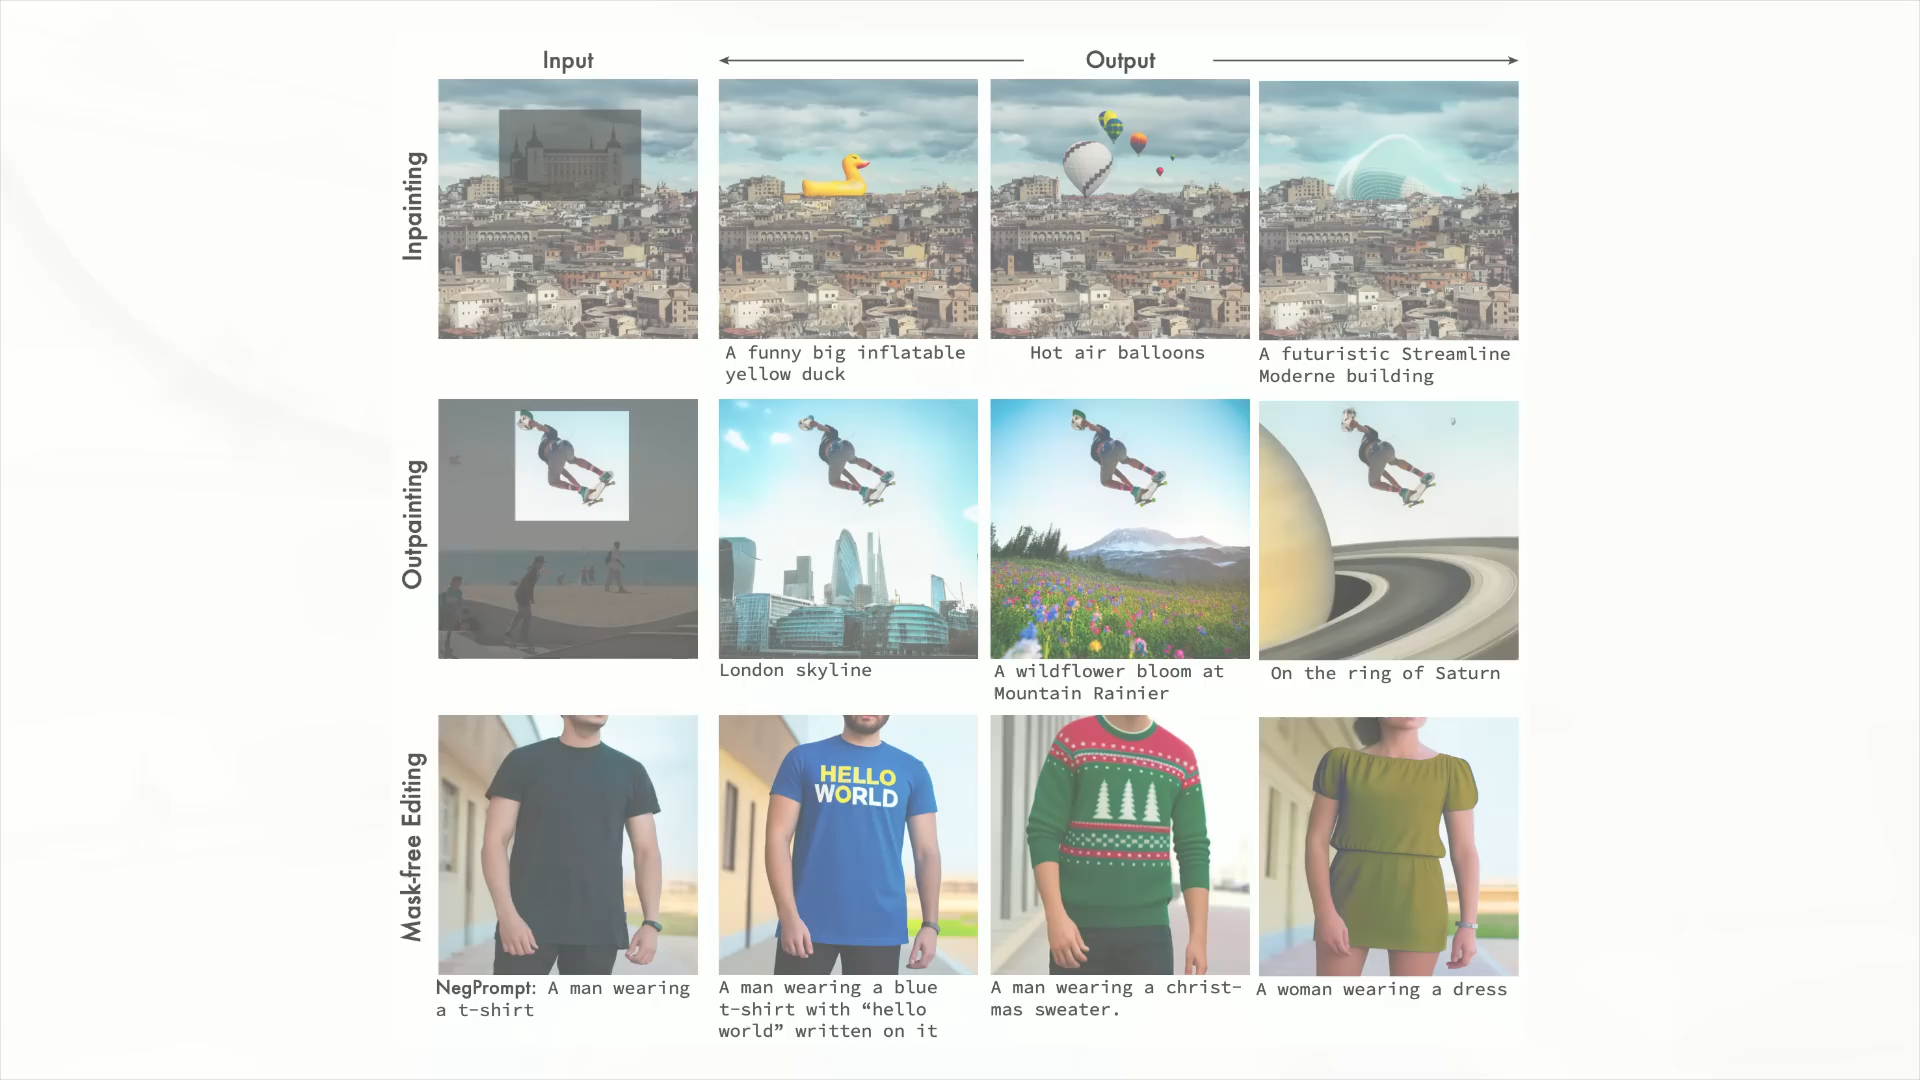 Input
Output
Inpainting
A funny big inflatable
yellow duck
Hot air balloons
A futuristic Streamline
Moderne building
Outpainting
London skyline
A wildflower bloom at
Mountain Rainier
On the ring of Saturn
Mask-free Editing
HELLO
WORLD
NegPrompt: A man wearing
a t-shirt
A man wearing a blue
t-shirt with “hello
world” written on it
A man wearing a christ-
mas sweater.
A woman wearing a dress